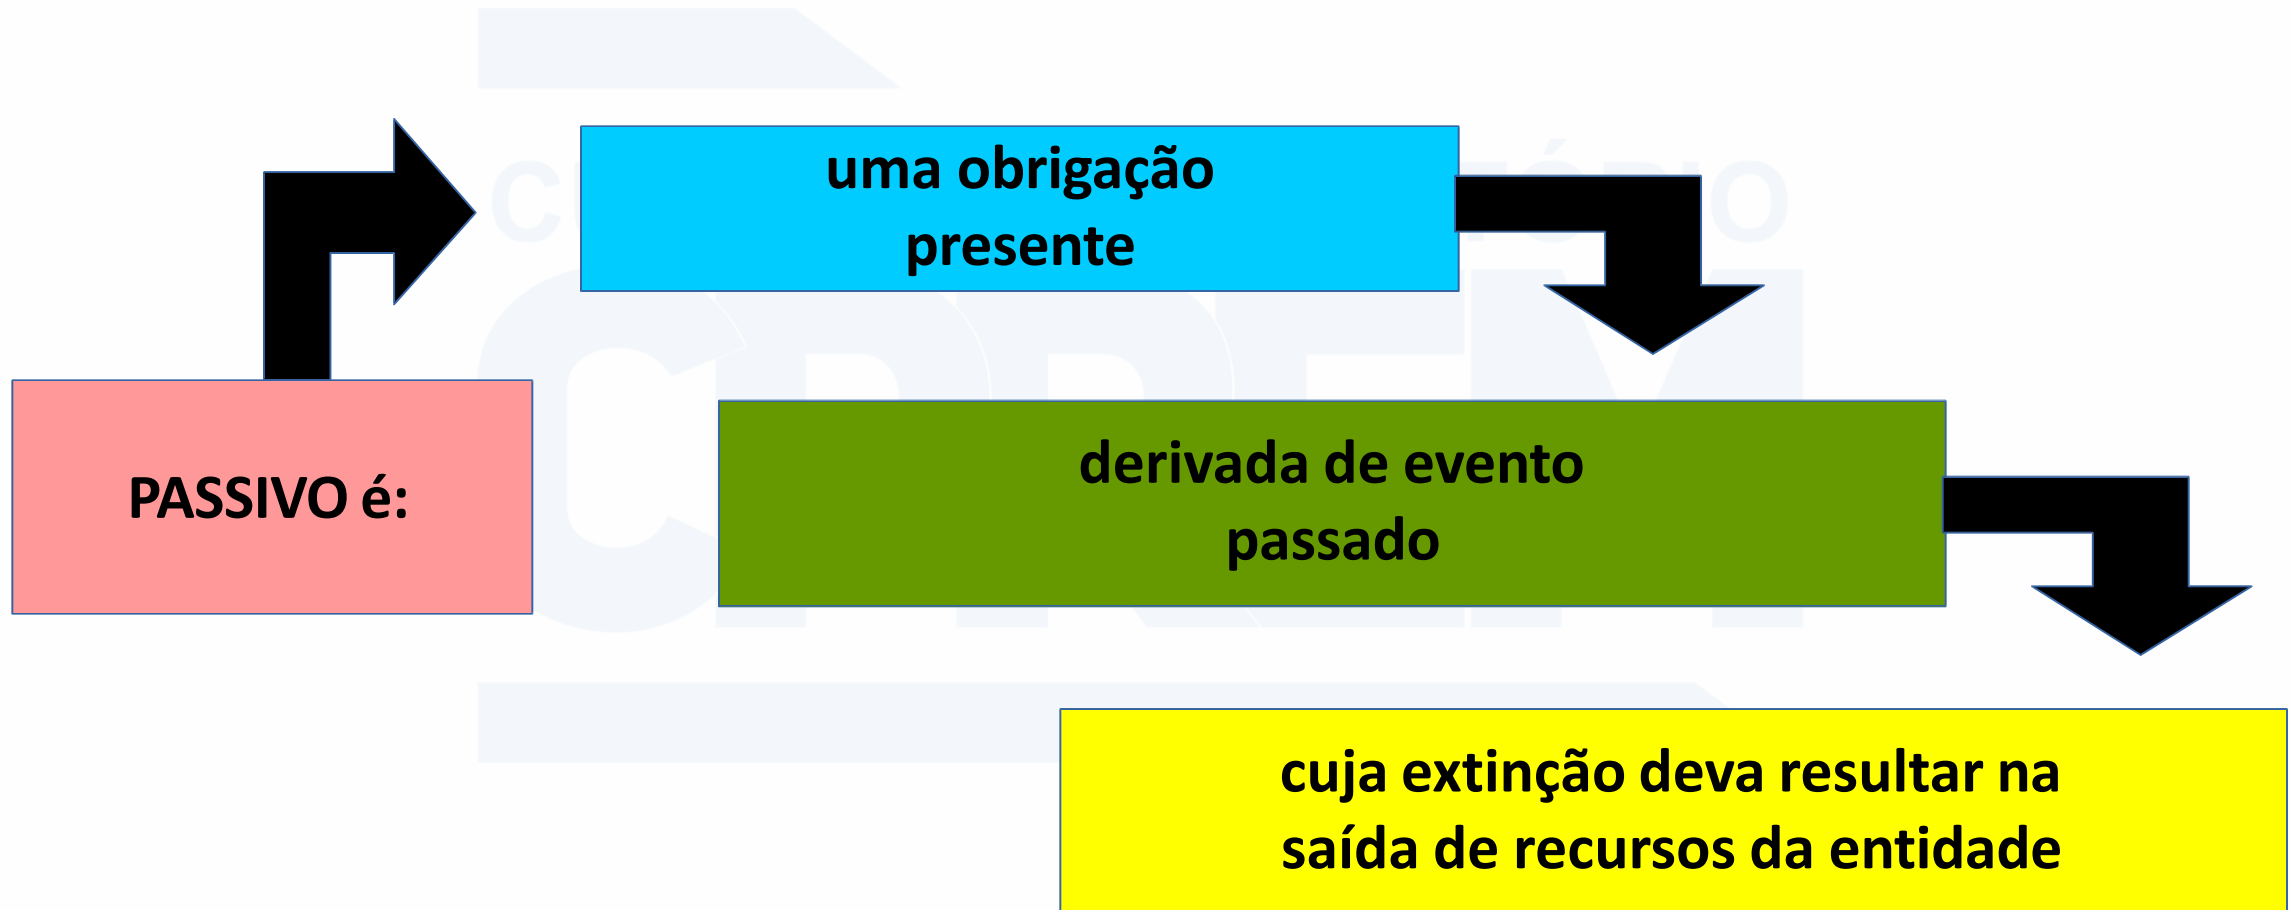 uma obrigação
presente
PASSIVO é:
derivada de evento
passado
cuja extinção deva resultar na
saída de recursos da entidade